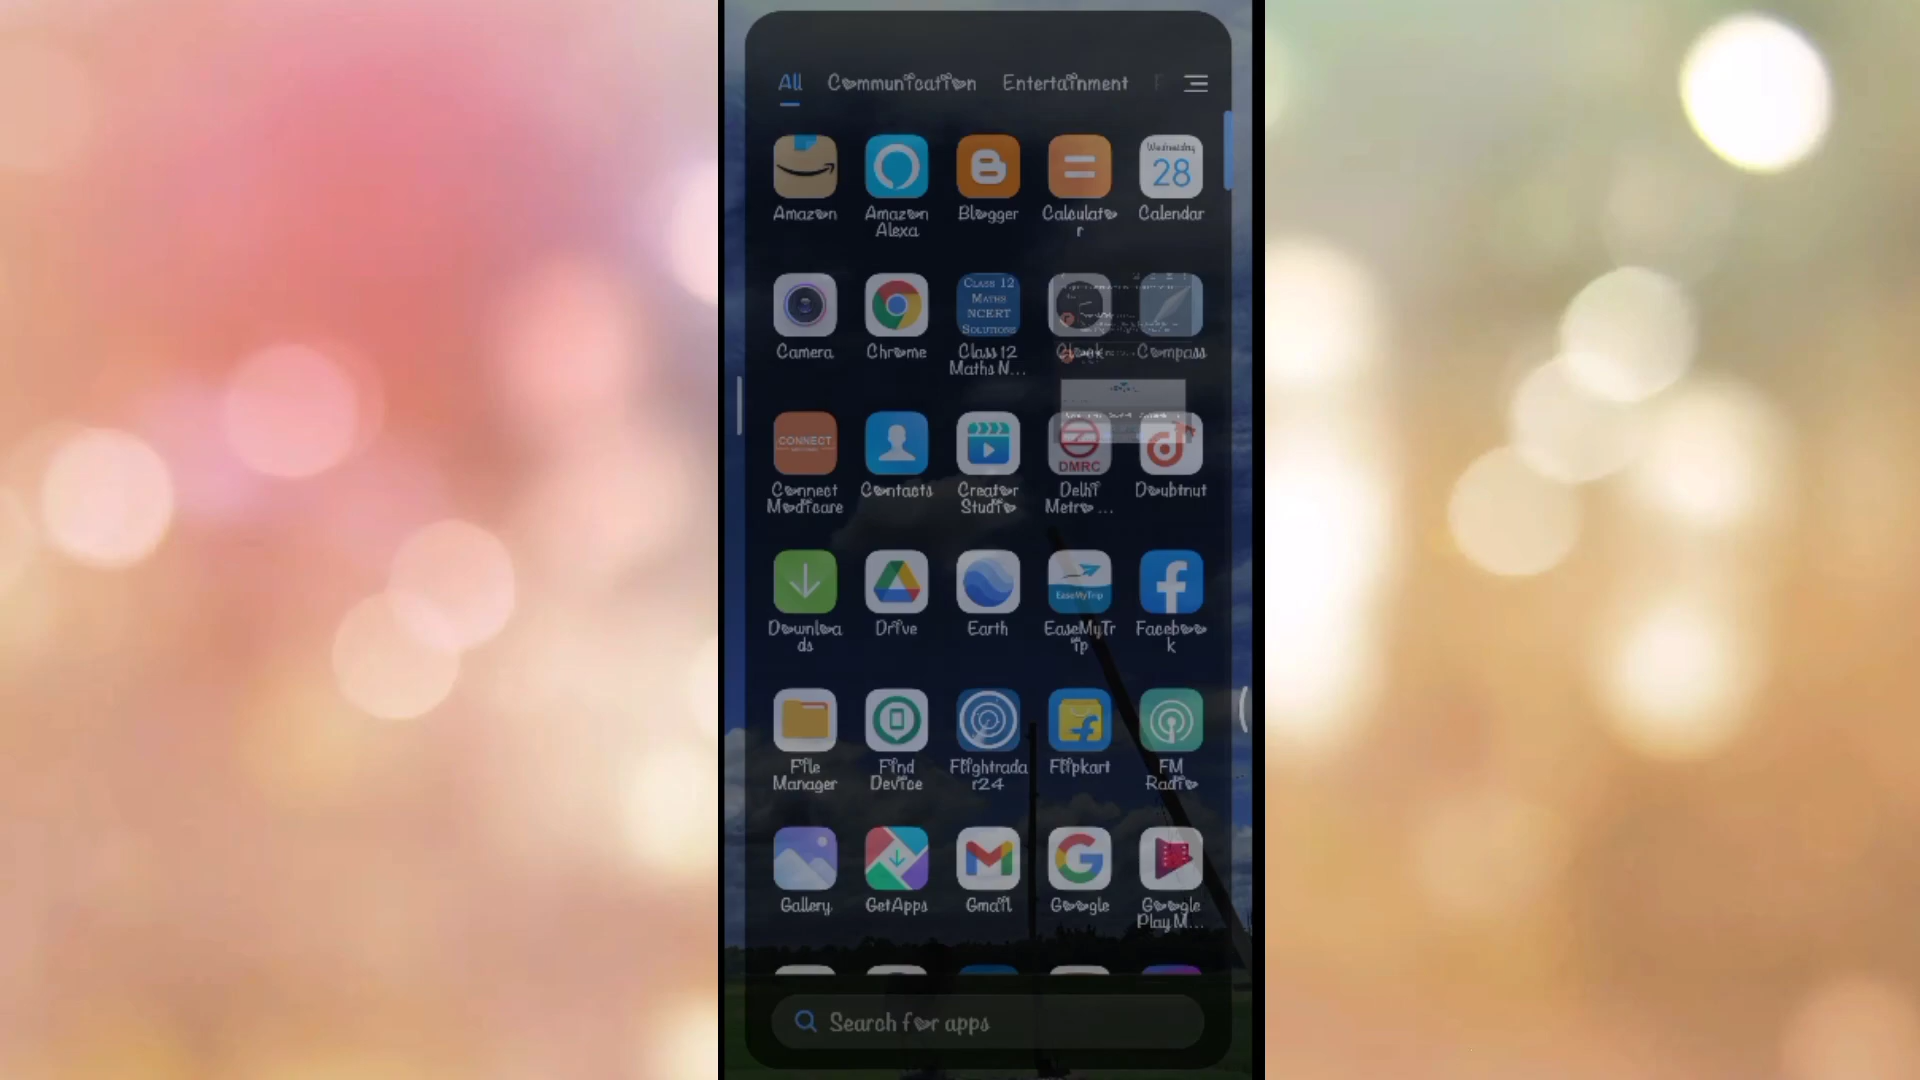 All Communication Entertainment
Wednesday
28
Amazon Amazon Blogger Calculato Calendar
Alexa r
CLASS 12
MATHS
NCERT
SOLUTIONS
Camera Chrome Class 12 Clock Compass
Maths N...
CONNECT
DMRC
Connect Contacts Creator Delhi Doubtnut
Medicare Studio Metro ...
EaseMyTrip
Downloa Drive Earth EaseMyTr Faceboo
ds ip k
File Find Flightrada Flipkart FM
Manager Device r24 Radio
Gallery GetApps Gmail Google Google
Play M...
Search for apps